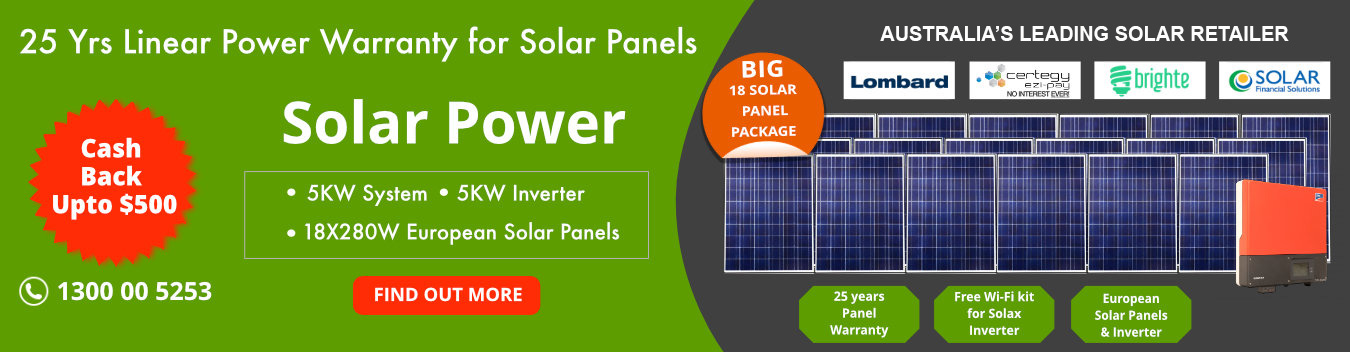 25 Yrs Linear Power Warranty for Solar Panels
Cash
Back
Upto $500
Solar Power
• 5KW System • 5KW Inverter
• 18X280W European Solar Panels
1300 00 5253
FIND OUT MORE
BIG
18 SOLAR
PANEL
PACKAGE
AUSTRALIA'S LEADING SOLAR RETAILER
Lombard
certegy
ezi-pay
NO INTEREST EVER!
brighte
SOLAR
Financial Solutions
25 years
Panel
Warranty
Free Wi-Fi kit
for Solax
Inverter
European
Solar Panels
& Inverter